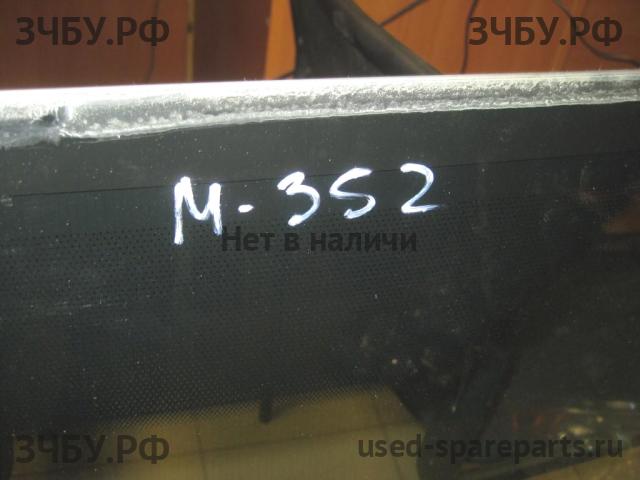 ЗЧБУ.РФ ЗЧБУ.РФ
М-352
Нет в наличи
ЗЧБУ.РФ used-spareparts.ru